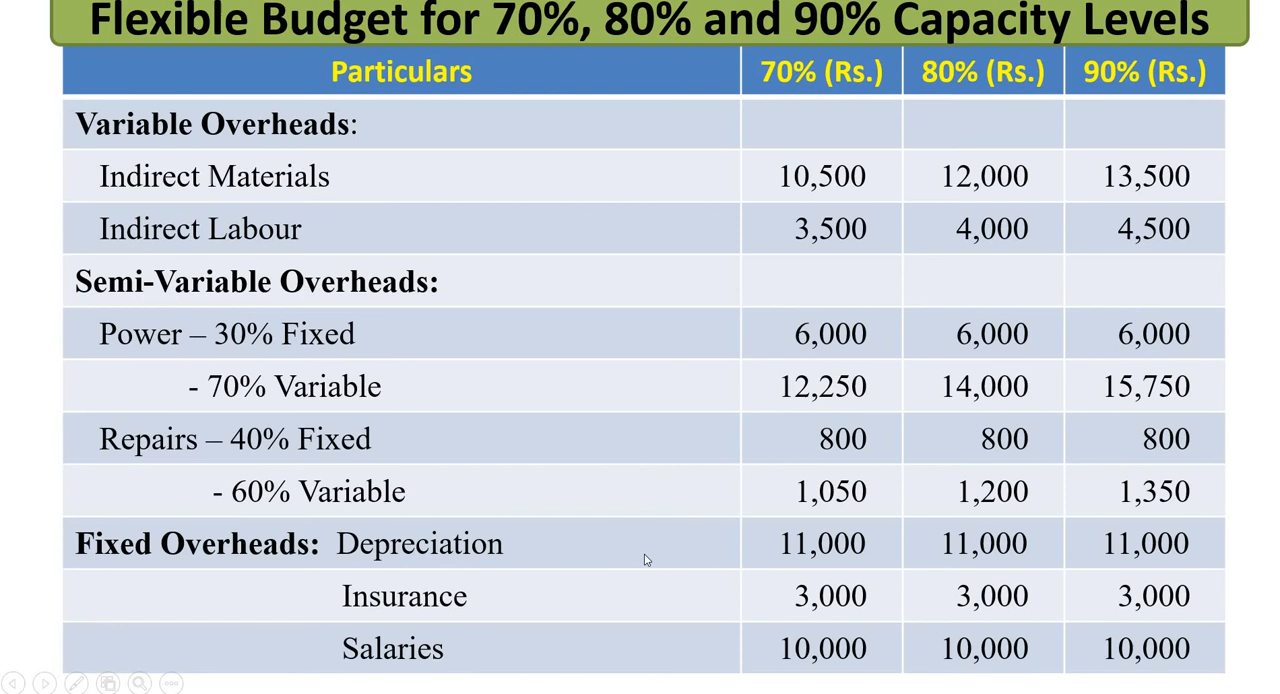 Flexible Budget for 70%, 80% and 90% Capacity Levels
Particulars 70% (Rs.) 80% (Rs.) 90% (Rs.)
Variable Overheads:
Indirect Materials 10,500 12,000 13,500
Indirect Labour 3,500 4,000 4,500
Semi-Variable Overheads:
Power – 30% Fixed 6,000 6,000 6,000
- 70% Variable 12,250 14,000 15,750
Repairs – 40% Fixed 800 800 800
- 60% Variable 1,050 1,200 1,350
Fixed Overheads: Depreciation 11,000 11,000 11,000
Insurance 3,000 3,000 3,000
Salaries 10,000 10,000 10,000